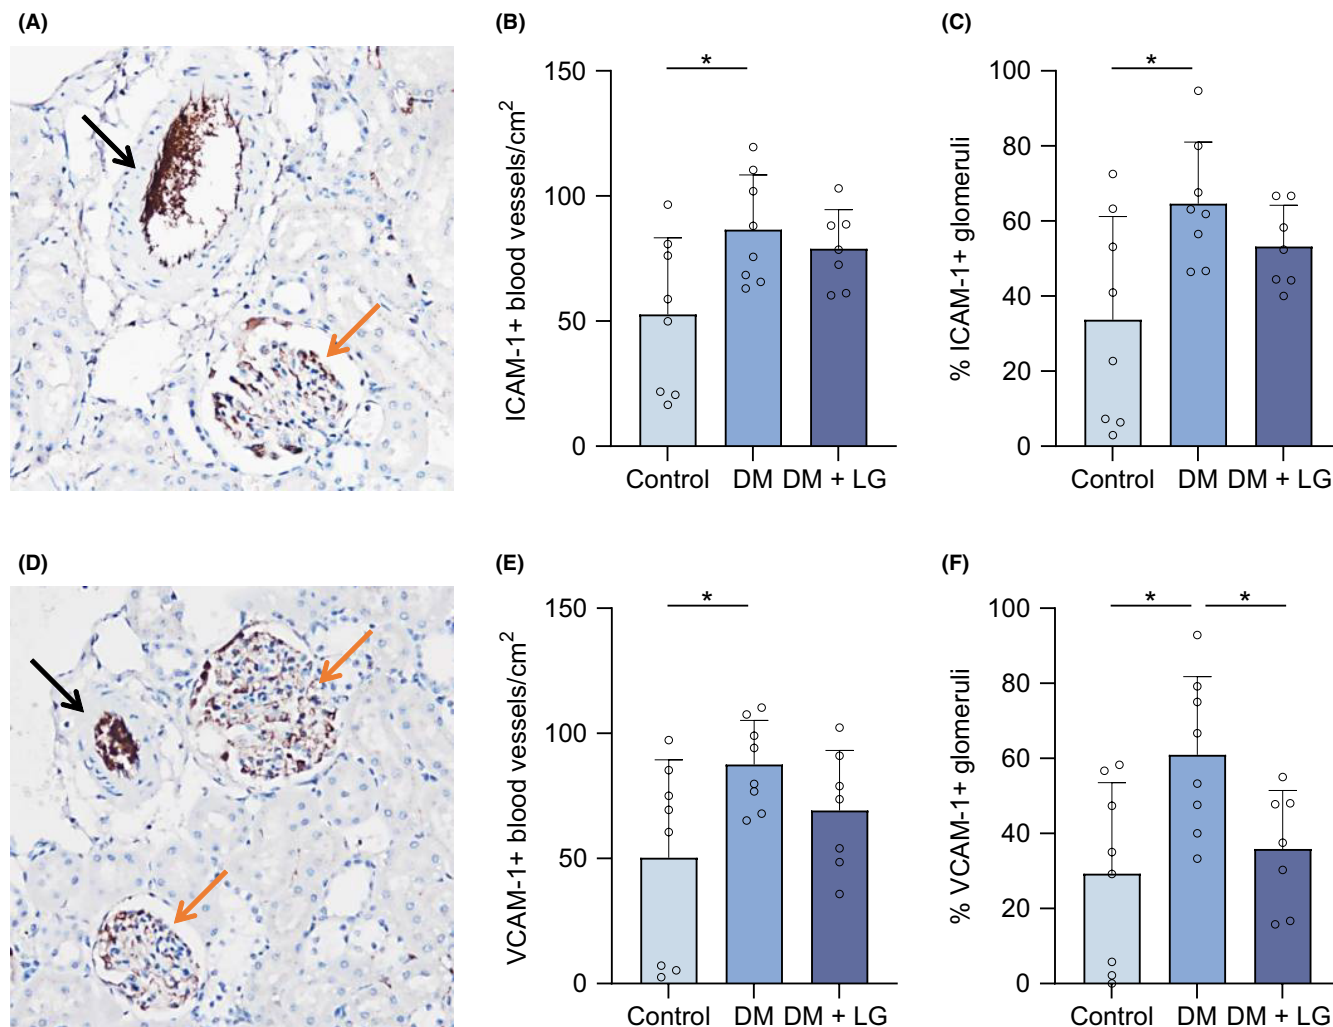 (A)
(B)
ICAM-1+ blood vessels/cm2
150
100
50
0
*
Control DM DM + LG
(C)
% ICAM-1+ glomeruli
100
80
60
40
20
0
*
Control DM DM + LG
(D)
(E)
VCAM-1+ blood vessels/cm2
150
100
50
0
*
Control DM DM + LG
(F)
% VCAM-1+ glomeruli
100
80
60
40
20
0
* *
Control DM DM + LG